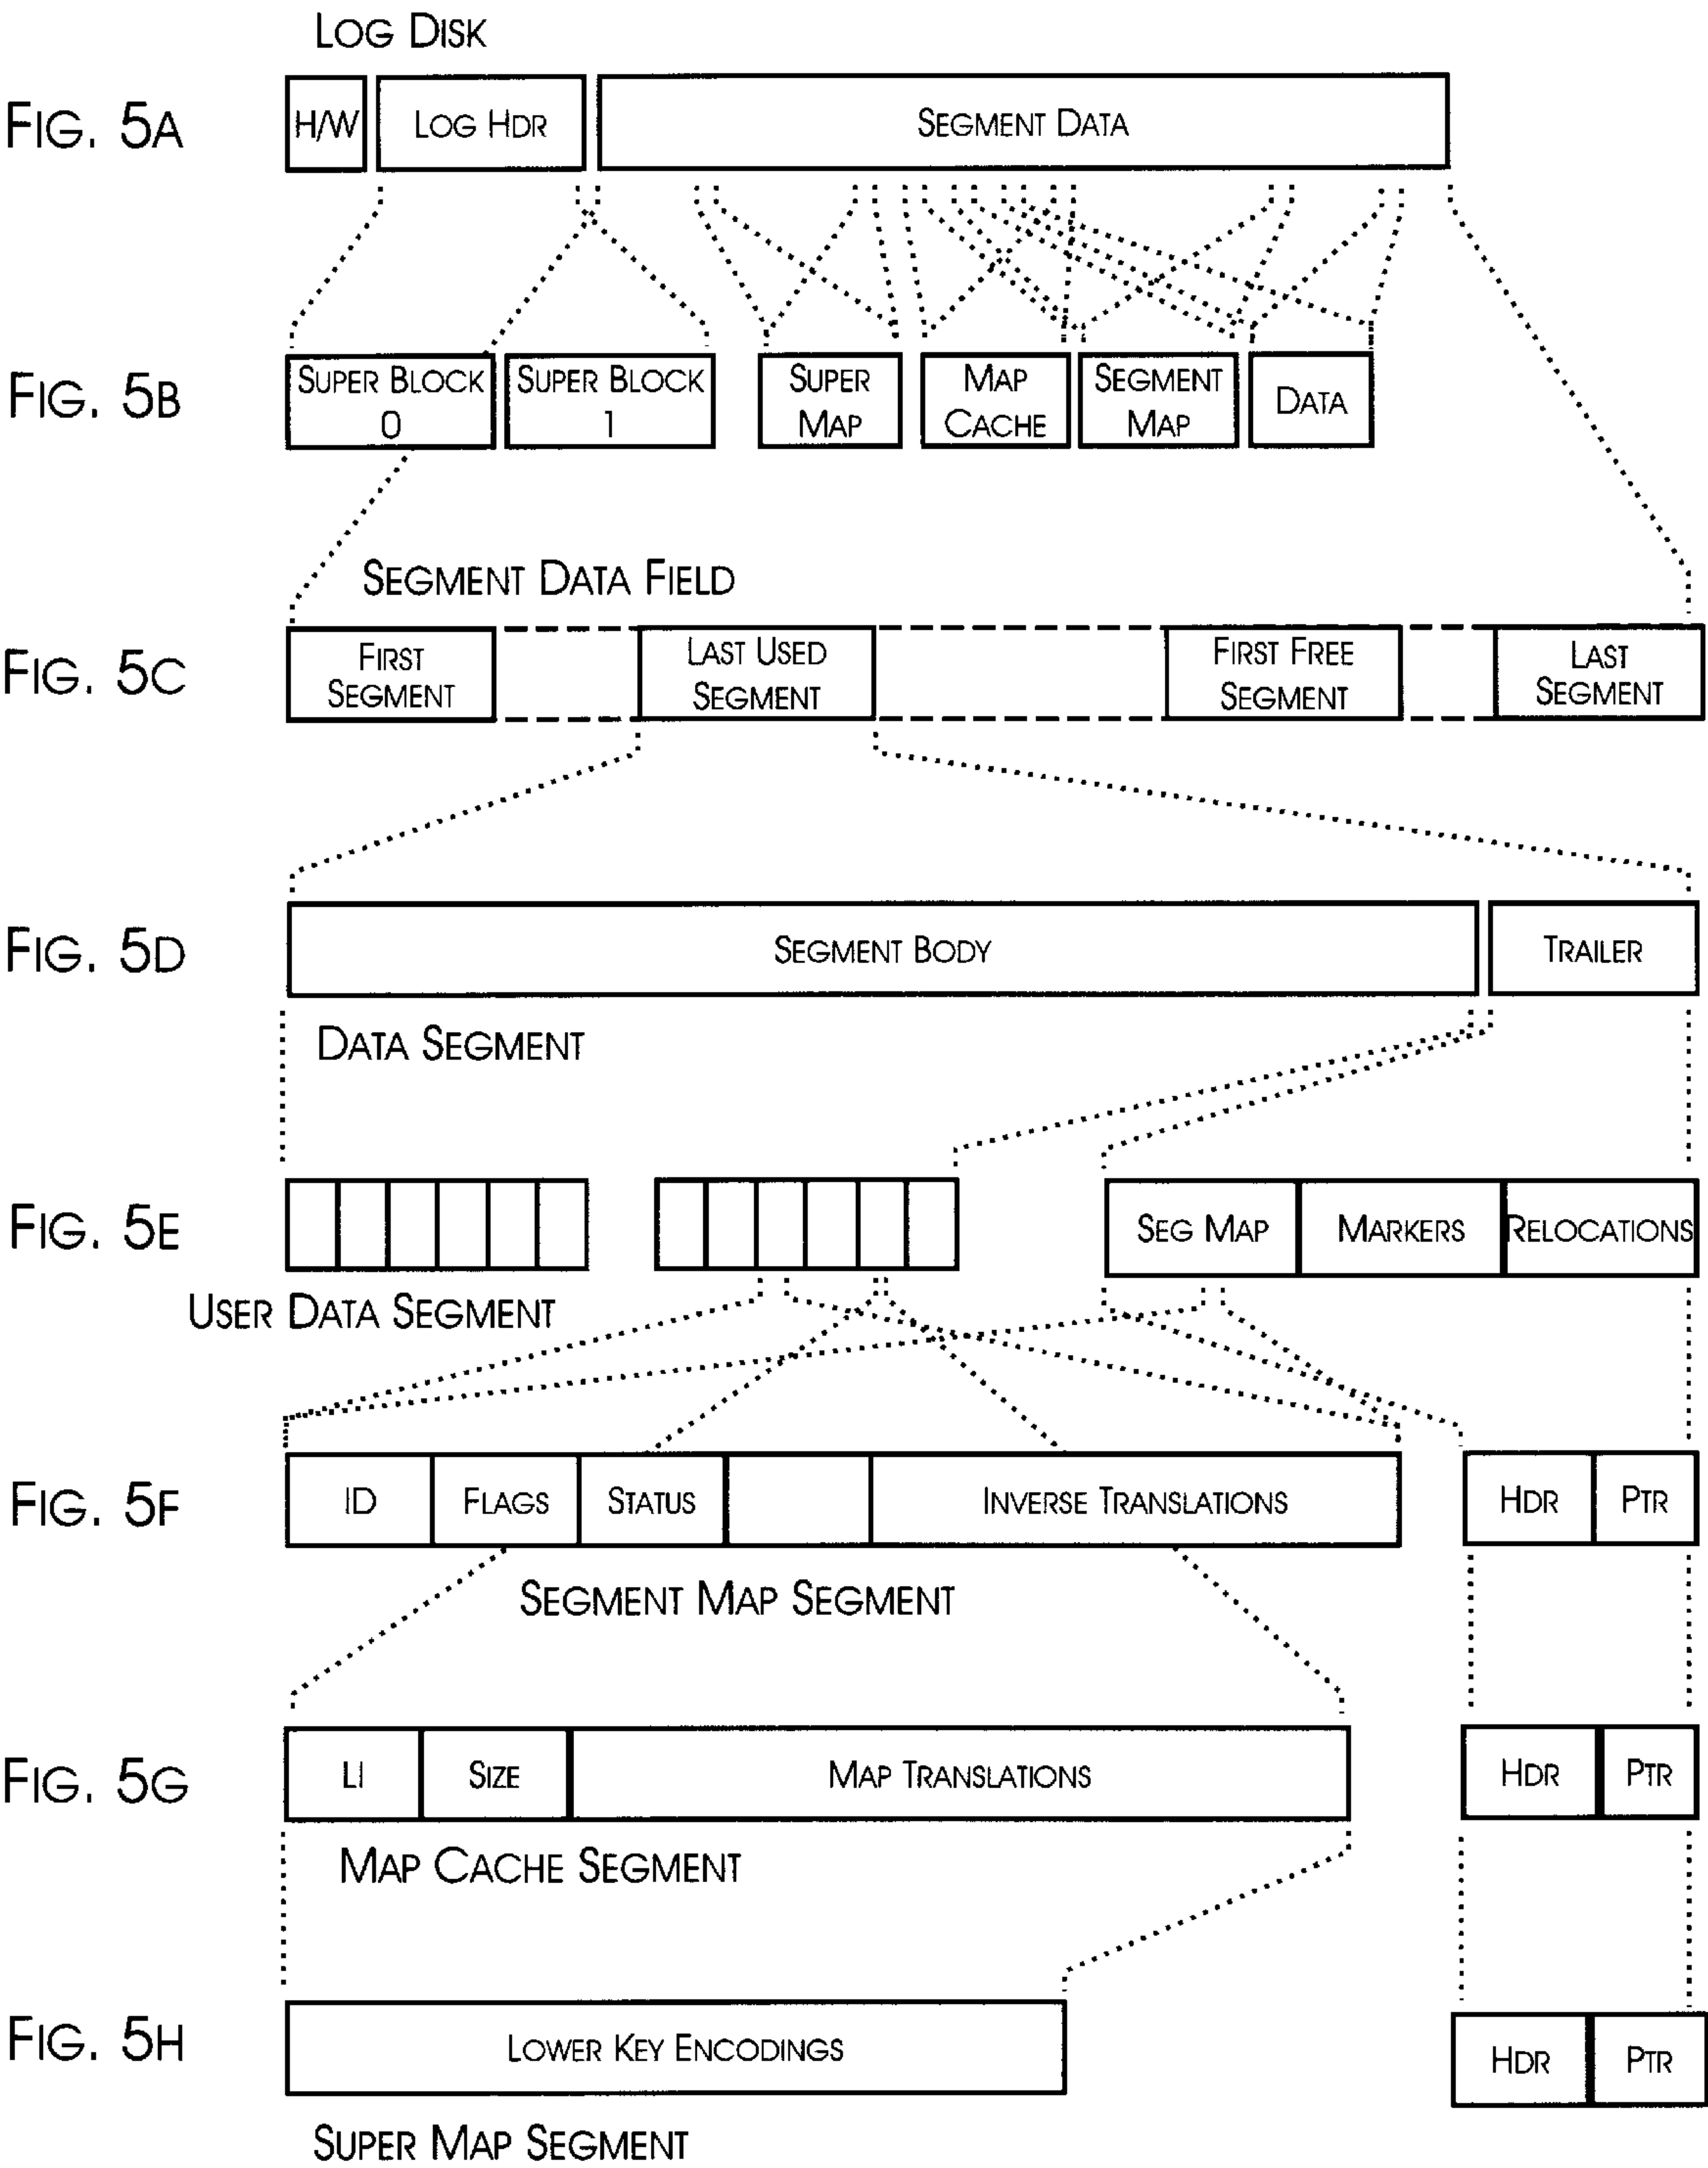 LOG DISK
FIG. 5A
H/W
LOG HDR
SEGMENT DATA
FIG. 5B
SUPER BLOCK
0
SUPER BLOCK
1
SUPER
MAP
MAP
CACHE
SEGMENT
MAP
DATA
SEGMENT DATA FIELD
FIG. 5C
FIRST
SEGMENT
LAST USED
SEGMENT
FIRST FREE
SEGMENT
LAST
SEGMENT
FIG. 5D
SEGMENT BODY
TRAILER
DATA SEGMENT
FIG. 5E
SEG MAP
MARKERS
RELOCATIONS
USER DATA SEGMENT
FIG. 5F
ID
FLAGS
STATUS
INVERSE TRANSLATIONS
HDR
PTR
SEGMENT MAP SEGMENT
FIG. 5G
LI
SIZE
MAP TRANSLATIONS
HDR
PTR
MAP CACHE SEGMENT
FIG. 5H
LOWER KEY ENCODINGS
HDR
PTR
SUPER MAP SEGMENT